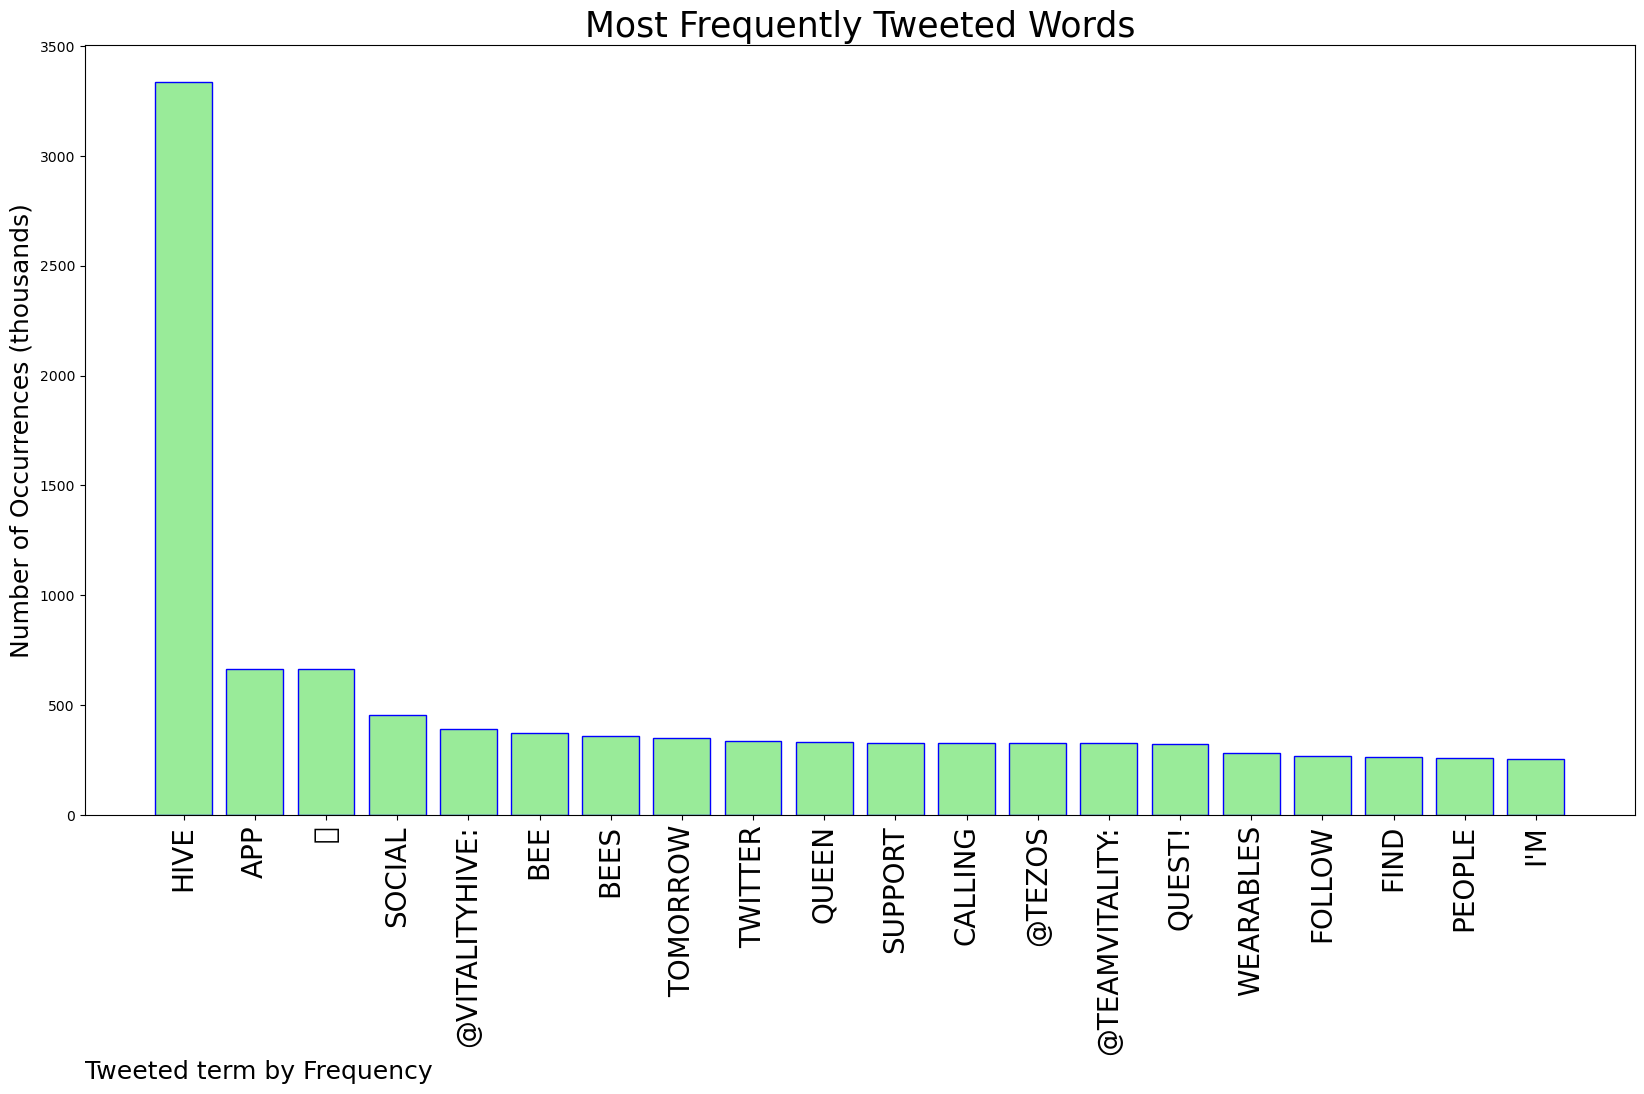 Most Frequently Tweeted Words
Number of Occurrences (thousands)
3500
3000
2500
2000
1500
1000
500
0
HIVE
APP
SOCIAL
@VITALITYHIVE:
BEE
BEES
TOMORROW
TWITTER
QUEEN
SUPPORT
CALLING
@TEZOS
@TEAMVITALITY:
QUEST!
WEARABLES
FOLLOW
FIND
PEOPLE
I'M
Tweeted term by Frequency